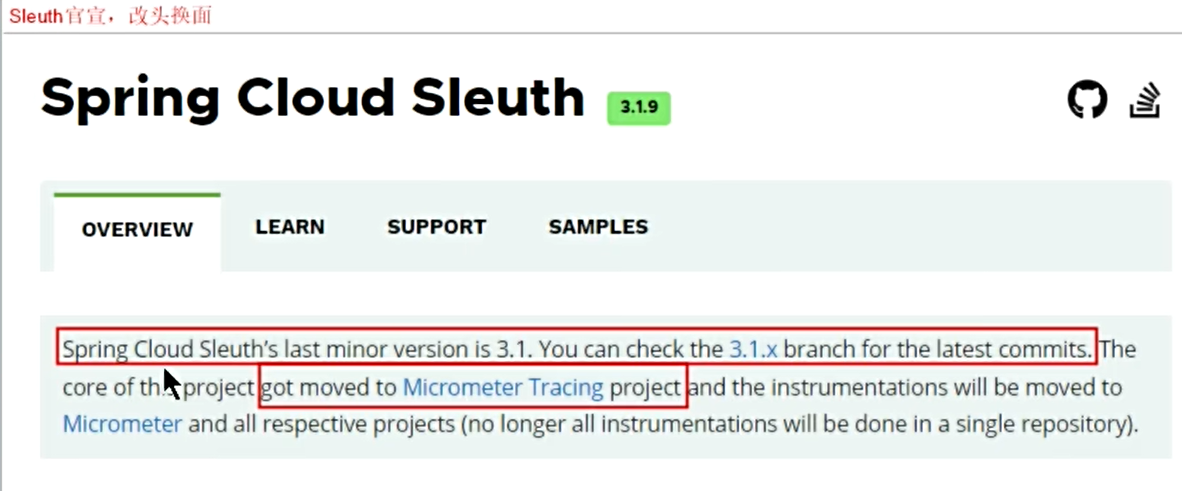 Sleuth官宣，改头换面
Spring Cloud Sleuth 3.1.9
OVERVIEW LEARN SUPPORT SAMPLES
Spring Cloud Sleuth's last minor version is 3.1. You can check the 3.1.x branch for the latest commits. The
core of this project got moved to Micrometer Tracing project and the instrumentations will be moved to
Micrometer and all respective projects (no longer all instrumentations will be done in a single repository).